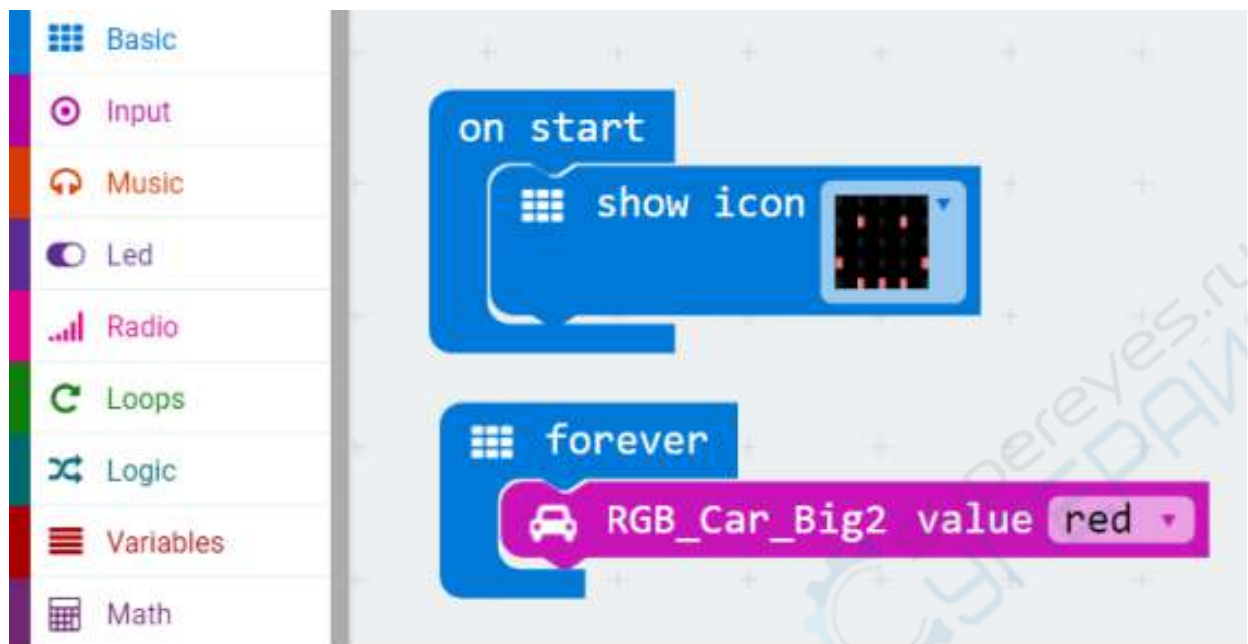 Basic
Input
Music
Led
Radio
Loops
Logic
Variables
Math
on start
show icon
forever
RGB_Car_Big2 value red